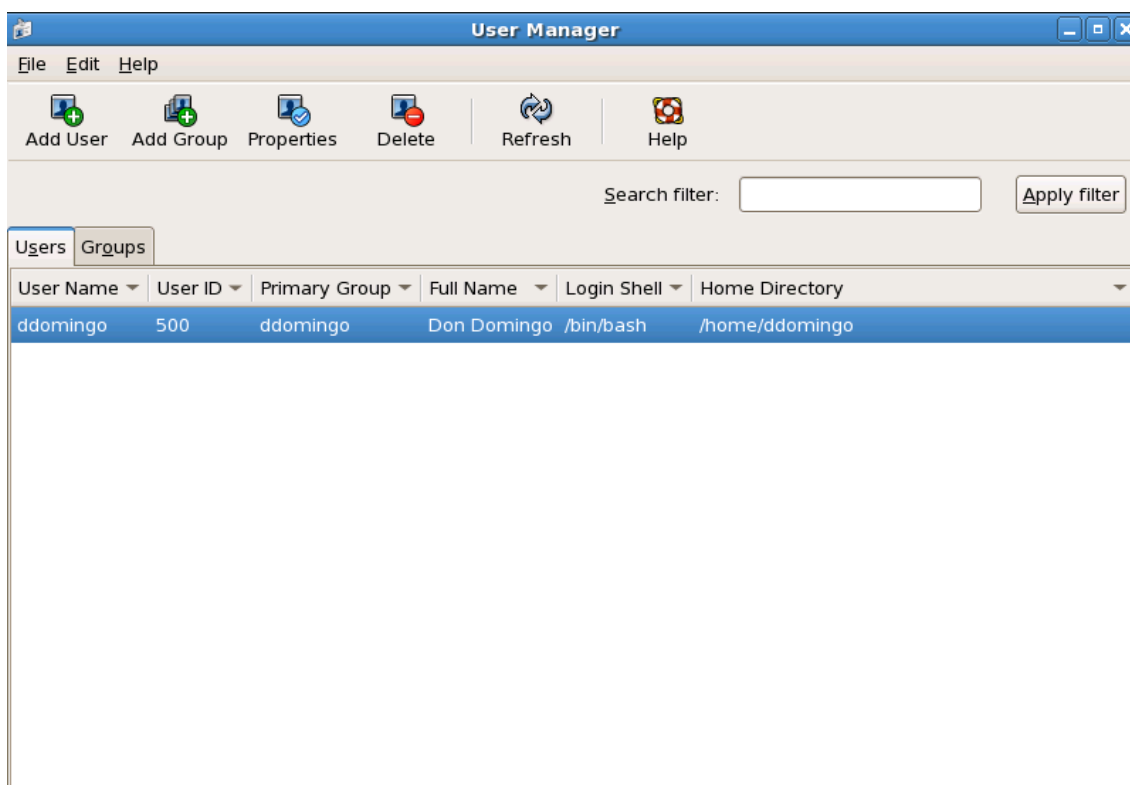 User Manager
File Edit Help
Add User Add Group Properties Delete Refresh Help
Search filter: Apply filter
Users Groups
User Name User ID Primary Group Full Name Login Shell Home Directory
ddomingo 500 ddomingo Don Domingo /bin/bash /home/ddomingo